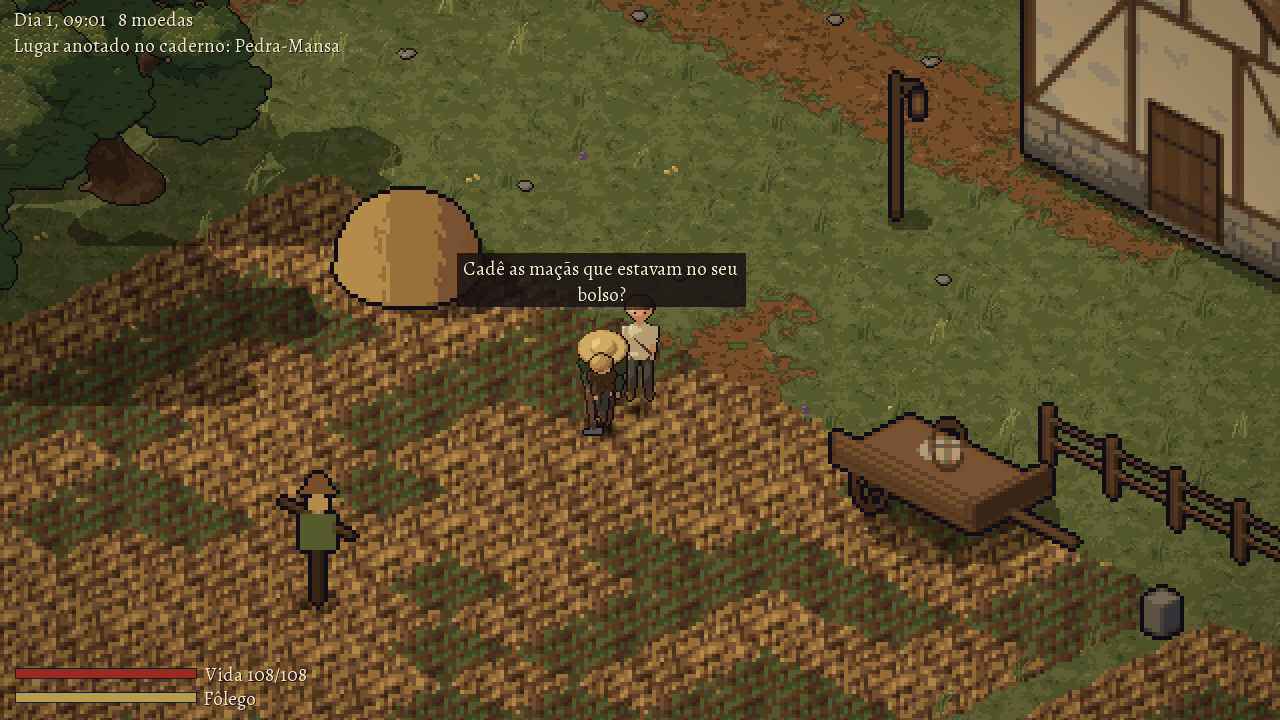 Dia 1, 09:01 8 moedas
Lugar anotado no caderno: Pedra-Mansa
Cadê as maçãs que estavam no seu
bolso?
Vida 108/108
Fôlego